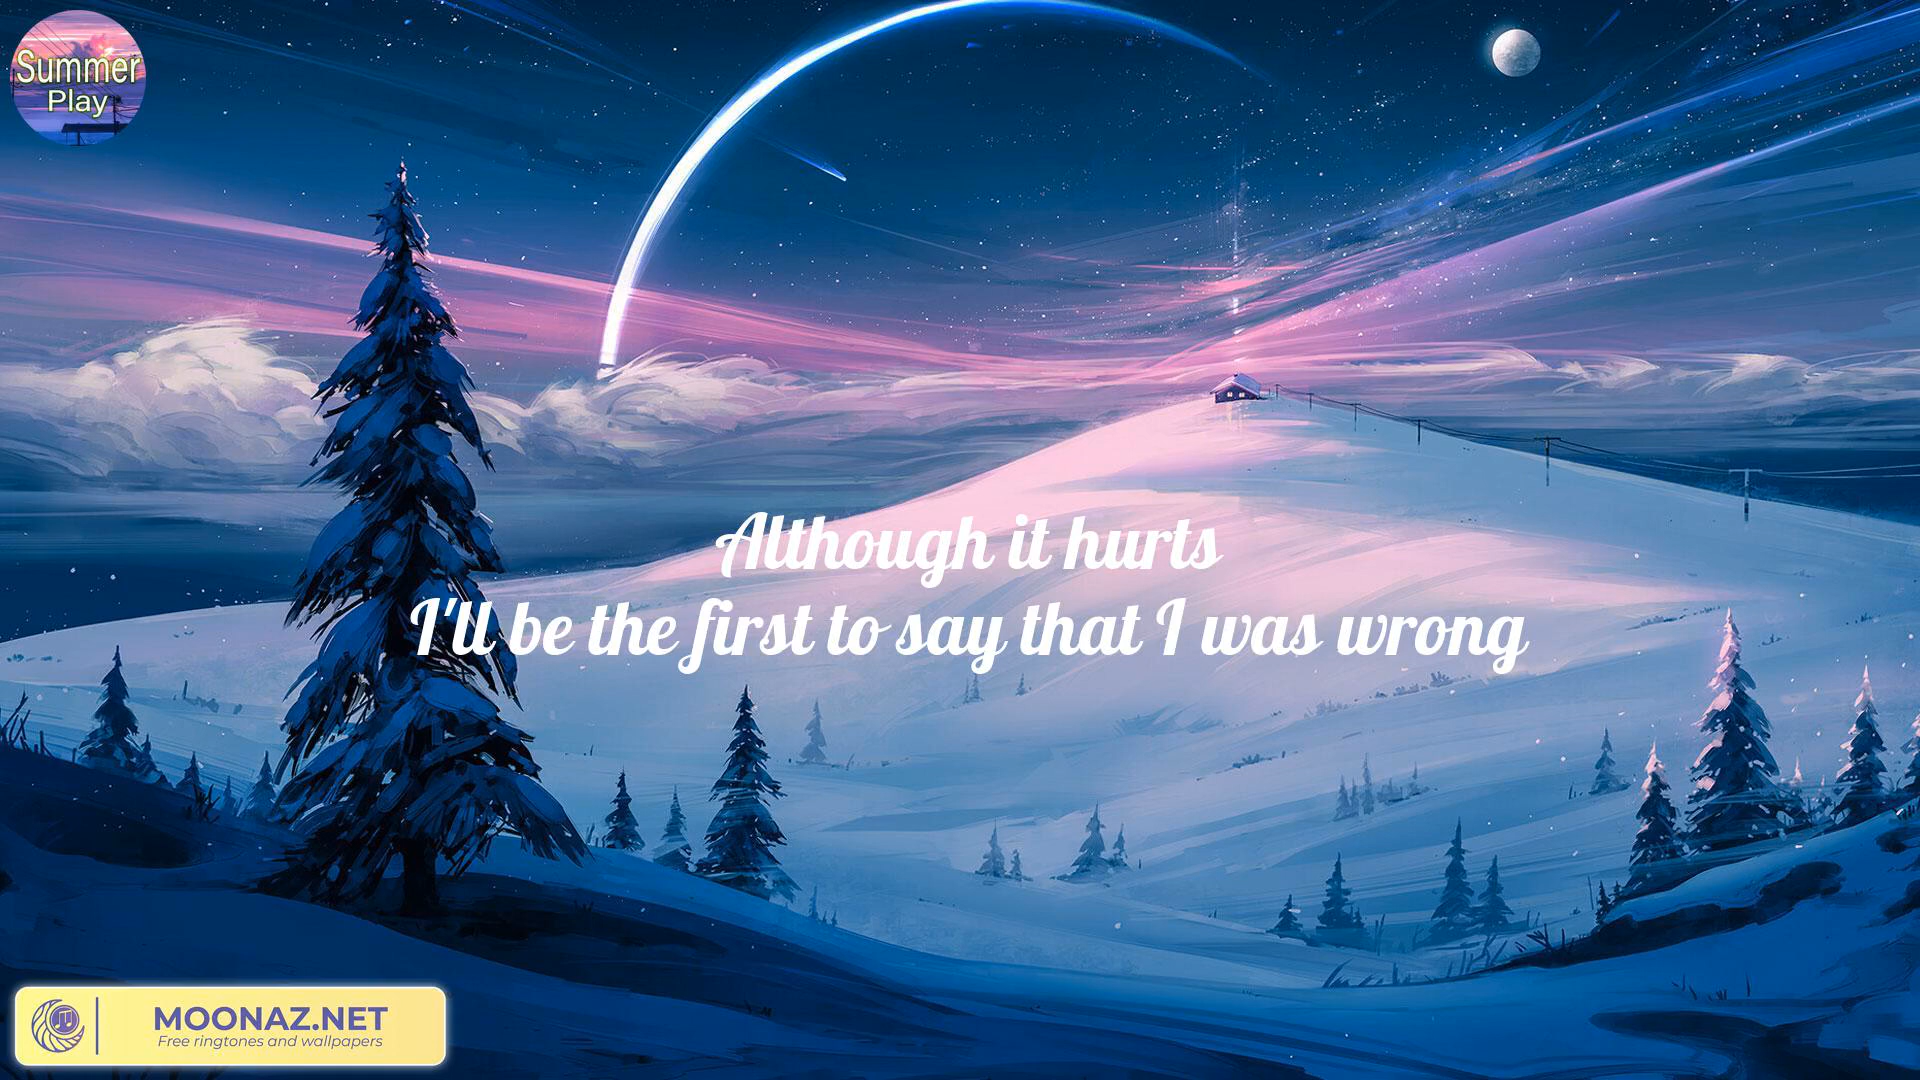 Summer
Play
Although it hurts
I'll be the first to say that I was wrong
MOONAZ.NET
Free ringtones and wallpapers